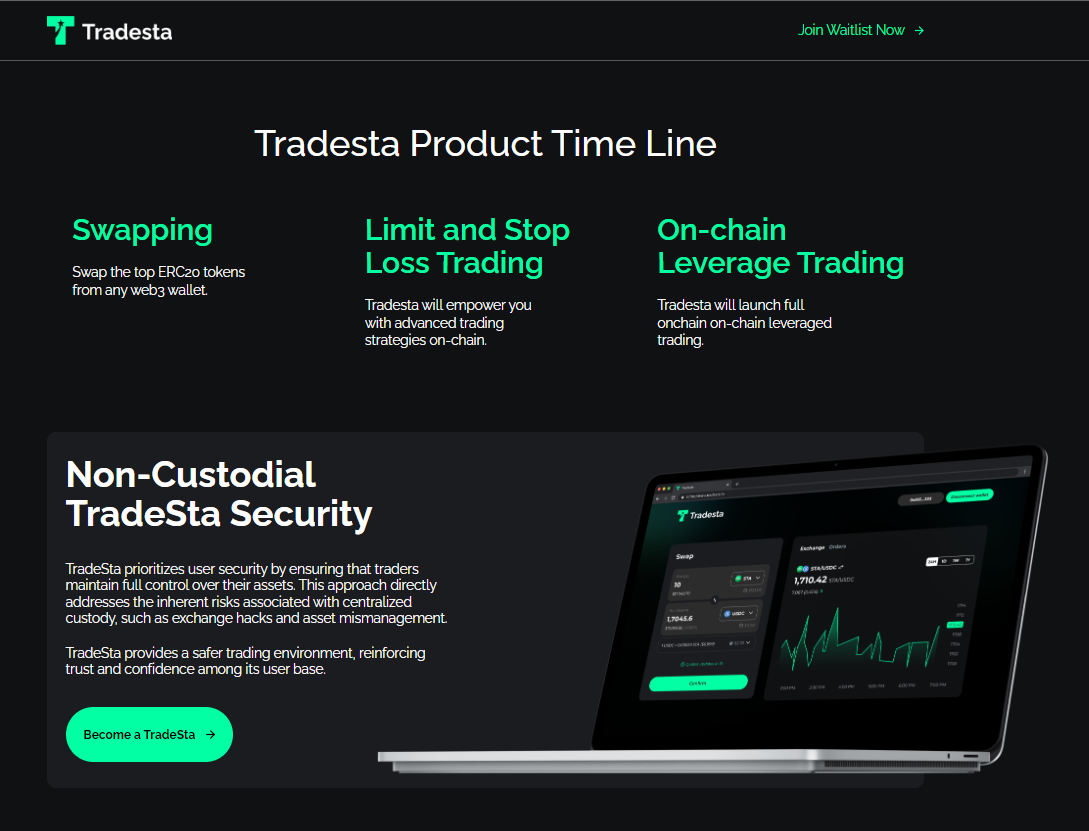 Tradesta
Join Waitlist Now →
Tradesta Product Time Line
Swapping
Swap the top ERC20 tokens
from any web3 wallet.
Limit and Stop
Loss Trading
Tradesta will empower you
with advanced trading
strategies on-chain.
On-chain
Leverage Trading
Tradesta will launch full
onchain on-chain leveraged
trading.
Non-Custodial
TradeSta Security
TradeSta prioritizes user security by ensuring that traders
maintain full control over their assets. This approach directly
addresses the inherent risks associated with centralized
custody, such as exchange hacks and asset mismanagement.
TradeSta provides a safer trading environment, reinforcing
trust and confidence among its user base.
Become a TradeSta →
Disconnect wallet
Tradesta
Swap
10
STA
1,7045.6
USDC
Confirm
Exchange Orders
STA/USDC
1,710.42 STA/USDC